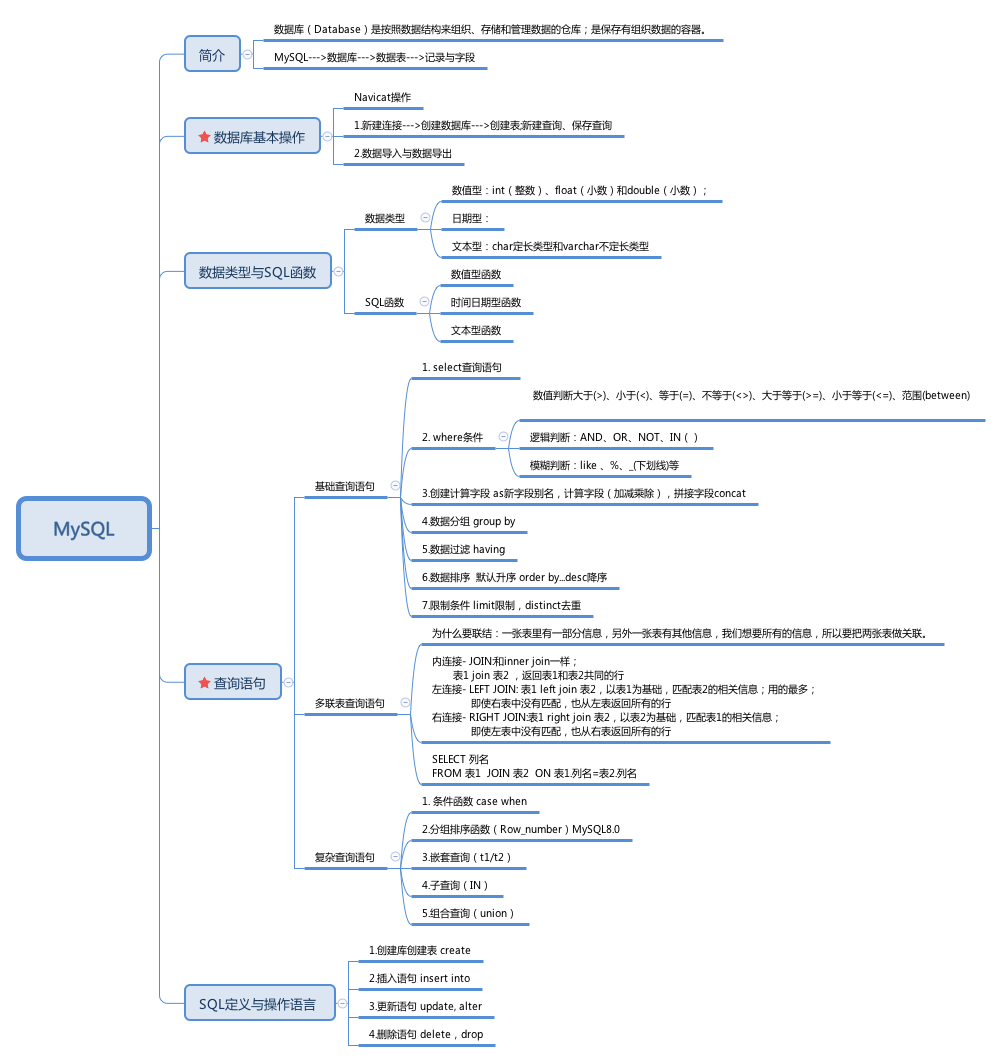 MySQL
简介
数据库（Database）是按照数据结构来组织、存储和管理数据的仓库；是保存有组织数据的容器。
MySQL--->数据库--->数据表--->记录与字段
数据库基本操作
Navicat操作
1.新建连接--->创建数据库--->创建表;新建查询、保存查询
2.数据导入与数据导出
数据类型与SQL函数
数据类型
数值型：int（整数）、float（小数）和double（小数）；
日期型：
文本型：char定长类型和varchar不定长类型
SQL函数
数值型函数
时间日期型函数
文本型函数
查询语句
基础查询语句
1. select查询语句
2. where条件
数值判断大于(>)、小于(<)、等于(=)、不等于(<>)、大于等于(>=)、小于等于(<=)、范围(between)
逻辑判断：AND、OR、NOT、IN（）
模糊判断：like 、%、_(下划线)等
3.创建计算字段 as新字段别名，计算字段（加减乘除），拼接字段concat
4.数据分组 group by
5.数据过滤 having
6.数据排序 默认升序 order by...desc降序
7.限制条件 limit限制，distinct去重
多联表查询语句
为什么要联结：一张表里有一部分信息，另外一张表有其他信息，我们想要所有的信息，所以要把两张表做关联。
内连接- JOIN:和inner join一样；
表1 join 表2 ，返回表1和表2共同的行
左连接- LEFT JOIN: 表1 left join 表2，以表1为基础，匹配表2的相关信息；用的最多；
即使右表中没有匹配，也从左表返回所有的行
右连接- RIGHT JOIN:表1 right join 表2，以表2为基础，匹配表1的相关信息；
即使左表中没有匹配，也从右表返回所有的行
SELECT 列名
FROM 表1 JOIN 表2 ON 表1.列名=表2.列名
复杂查询语句
1. 条件函数 case when
2.分组排序函数（Row_number）MySQL8.0
3.嵌套查询（t1/t2）
4.子查询（IN）
5.组合查询（union）
SQL定义与操作语言
1.创建库创建表 create
2.插入语句 insert into
3.更新语句 update, alter
4.删除语句 delete，drop